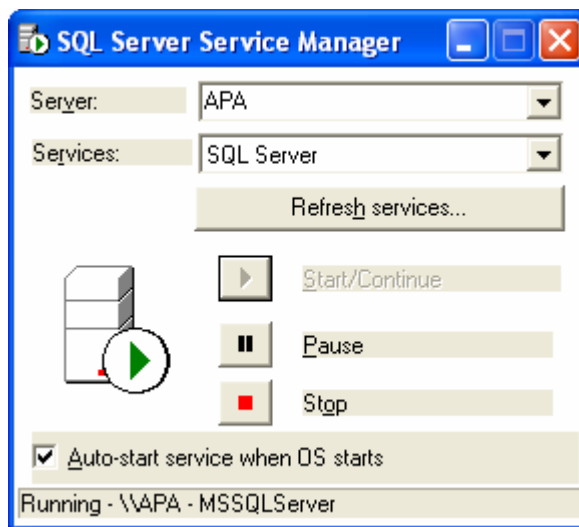 SQL Server Service Manager
Server: APA
Services: SQL Server
Refresh services...
Start/Continue
Pause
Stop
Auto-start service when OS starts
Running - \\APA - MSSQLServer